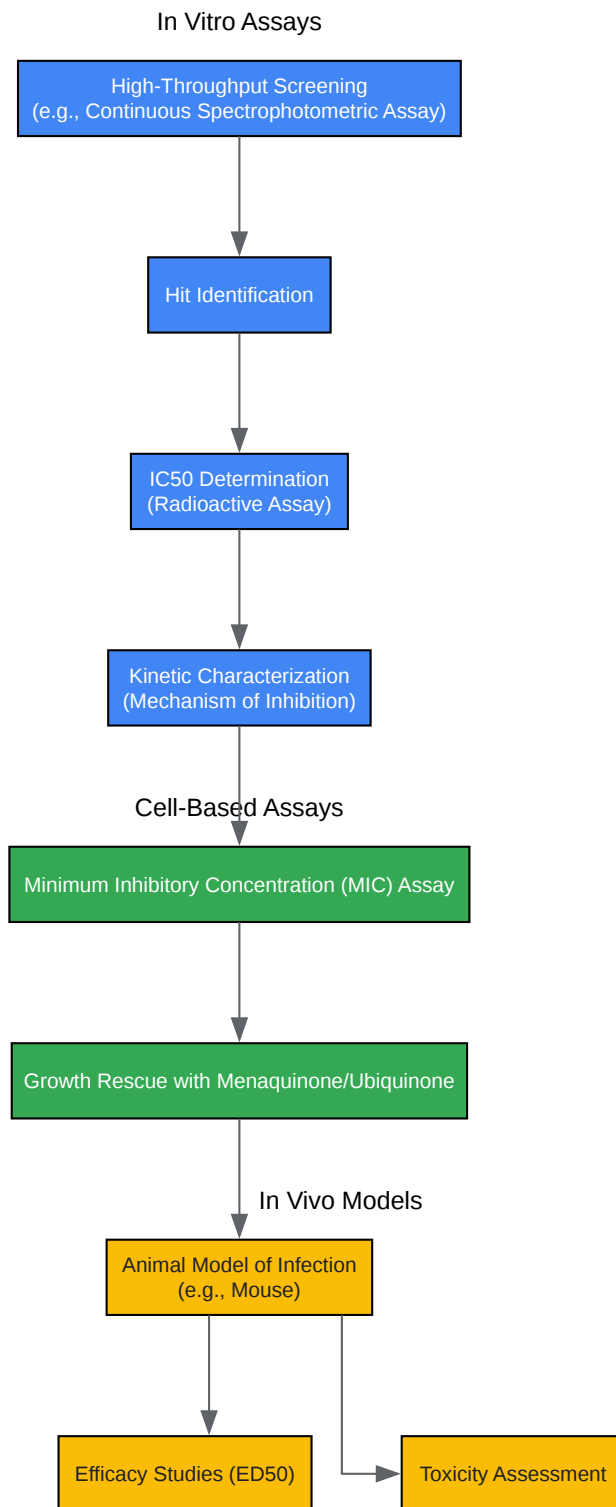 In Vitro Assays
High-Throughput Screening
(e.g., Continuous Spectrophotometric Assay)
Hit Identification
IC50 Determination
(Radioactive Assay)
Kinetic Characterization
(Mechanism of Inhibition)
Cell-Based Assays
Minimum Inhibitory Concentration (MIC) Assay
Growth Rescue with Menaquinone/Ubiquinone
In Vivo Models
Animal Model of Infection
(e.g., Mouse)
Efficacy Studies (ED50)
Toxicity Assessment